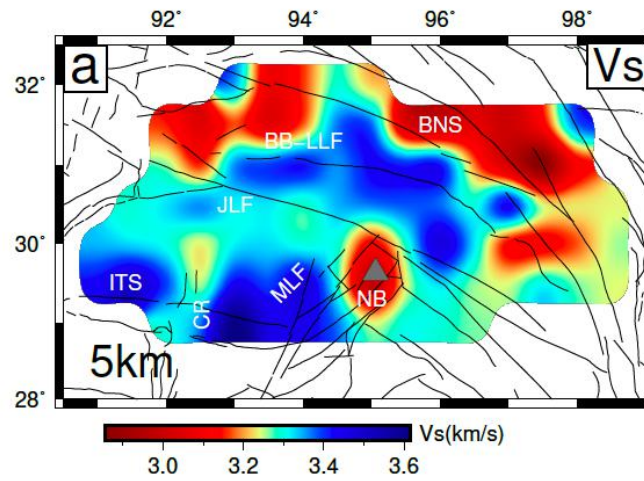 92° 94° 96° 98°
32° a Vs
BNS
BB-LLF
JLF
30°
ITS MLF
NB
CR
5km
28°
Vs(km/s)
3.0 3.2 3.4 3.6